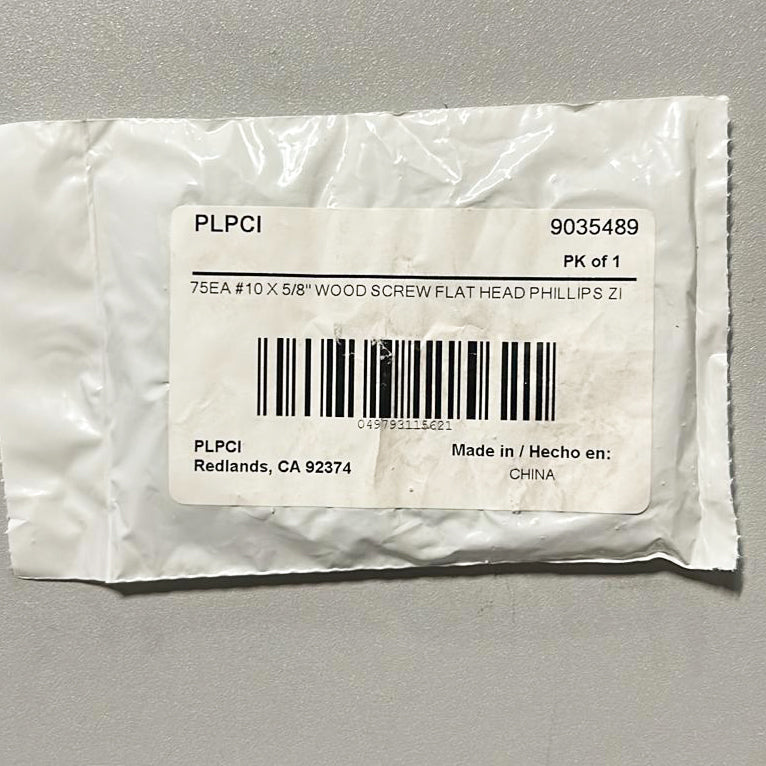 PLPCI 9035489
PK of 1
75EA #10 X 5/8" WOOD SCREW FLAT HEAD PHILLIPS ZI
049793115621
PLPCI
Redlands, CA 92374
Made in / Hecho en:
CHINA